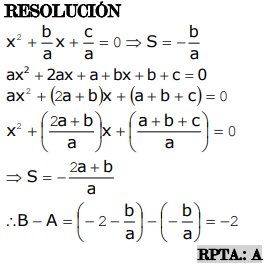 RESOLUCIÓN
x² + b/a x + c/a = 0 ⇒ S = −b/a
ax² + 2ax + a + bx + b + c = 0
ax² + (2a + b)x + (a + b + c) = 0
x² + ((2a + b)/a)x + ((a + b + c)/a) = 0
⇒ S = −(2a + b)/a
∴B − A = (−2 − b/a) − (−b/a) = −2
RPTA.: A